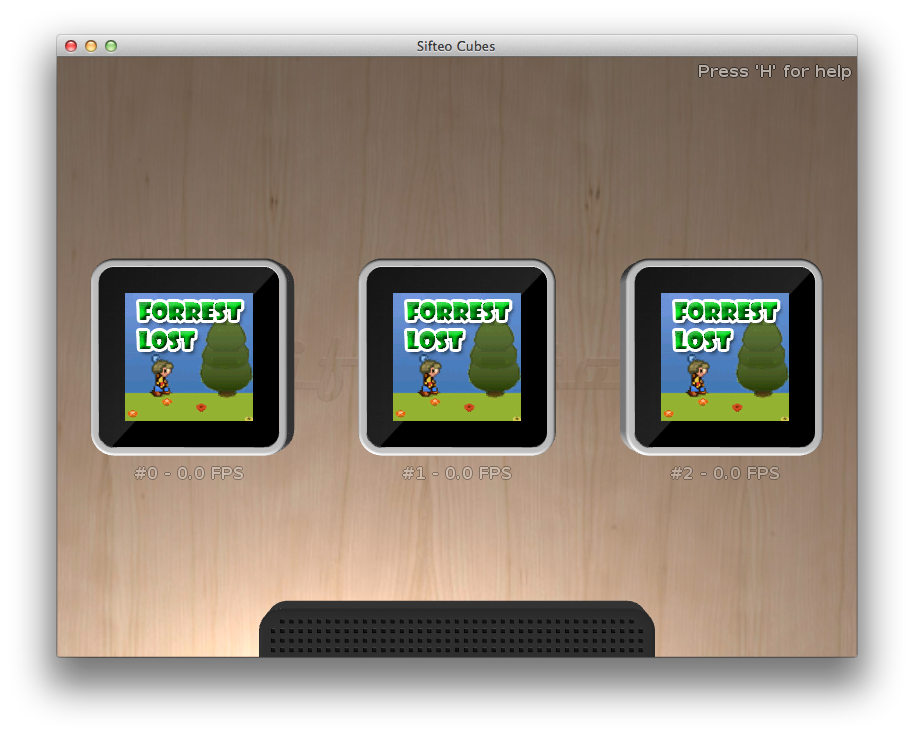 Sifteo Cubes
Press 'H' for help
FORREST
LOST
FORREST
LOST
FORREST
LOST
#0 - 0.0 FPS
#1 - 0.0 FPS
#2 - 0.0 FPS